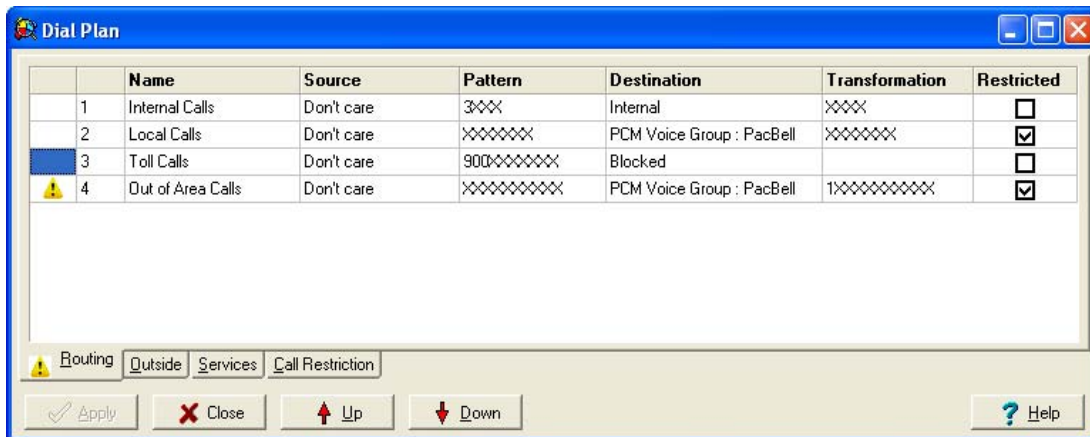 Dial Plan
Name Source Pattern Destination Transformation Restricted
1 Internal Calls Don't care 3XXX Internal XXXX
2 Local Calls Don't care XXXXXXX PCM Voice Group : PacBell XXXXXXX
3 Toll Calls Don't care 900XXXXXXX Blocked
4 Out of Area Calls Don't care XXXXXXXXXX PCM Voice Group : PacBell 1XXXXXXXXXX
Routing Outside Services Call Restriction
Apply Close Up Down Help